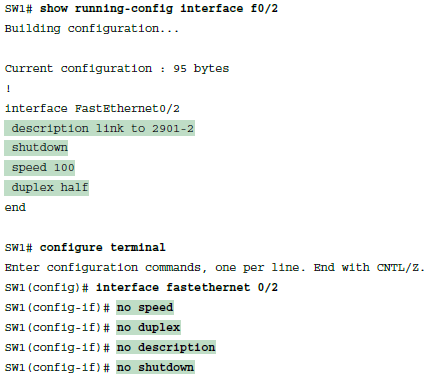 SW1# show running-config interface f0/2
Building configuration...
Current configuration : 95 bytes
!
interface FastEthernet0/2
description link to 2901-2
shutdown
speed 100
duplex half
end
SW1# configure terminal
Enter configuration commands, one per line. End with CNTL/Z.
SW1(config)# interface fastethernet 0/2
SW1(config-if)# no speed
SW1(config-if)# no duplex
SW1(config-if)# no description
SW1(config-if)# no shutdown